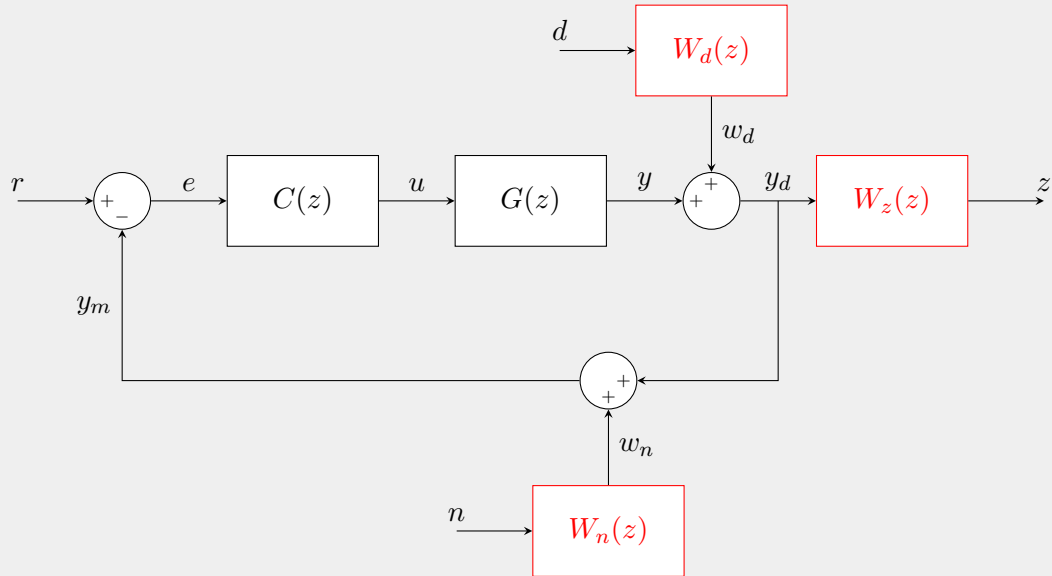 d
W_d(z)
w_d
r
+
−
e
C(z)
u
G(z)
y
+
+
y_d
W_z(z)
z
y_m
+
+
w_n
n
W_n(z)